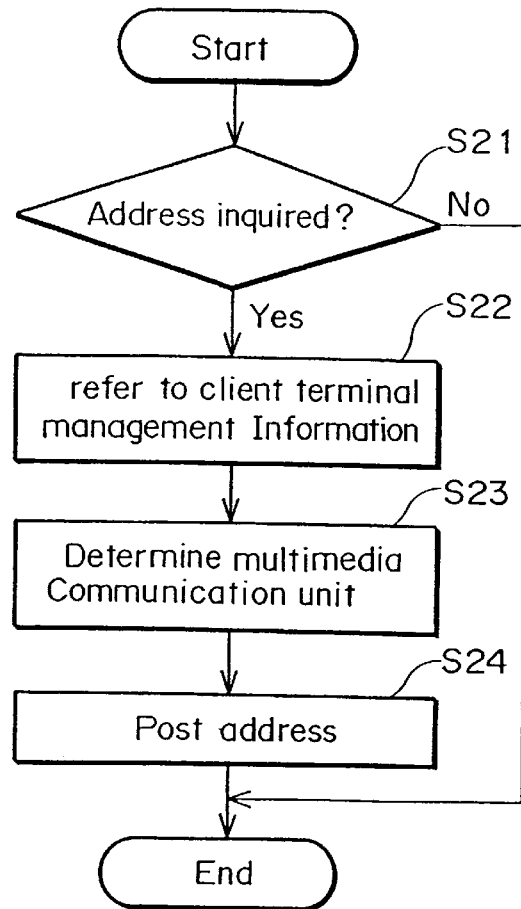 Start
S21
Address inquired?
No
Yes
S22
refer to client terminal
management Information
S23
Determine multimedia
Communication unit
S24
Post address
End